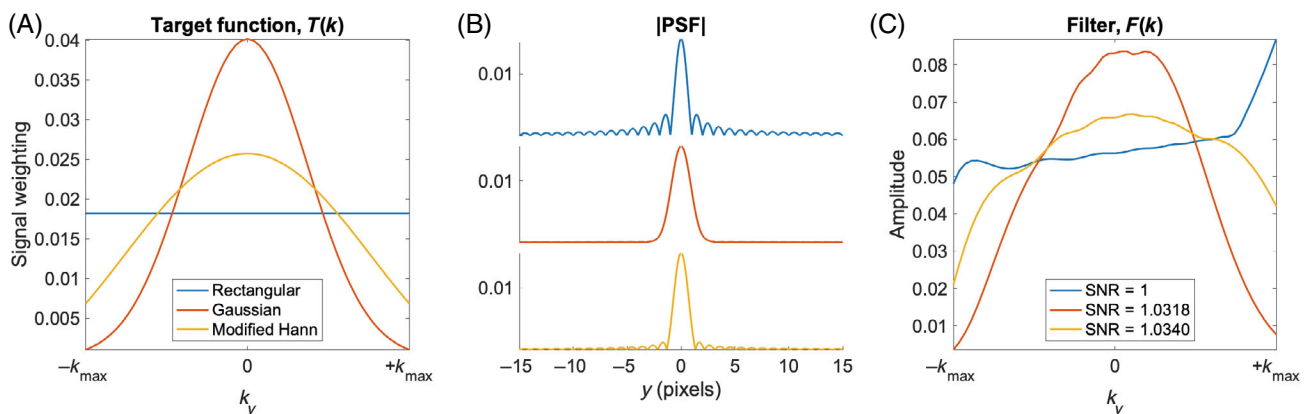 (A)
Target function, T(k)
Signal weighting
0.04
0.035
0.03
0.025
0.02
0.015
0.01
0.005
Rectangular
Gaussian
Modified Hann
–kmax
0
+kmax
ky
(B)
|PSF|
0.01
0.01
0.01
–15
–10
–5
0
5
10
15
y (pixels)
(C)
Filter, F(k)
Amplitude
0.08
0.07
0.06
0.05
0.04
0.03
0.02
0.01
SNR = 1
SNR = 1.0318
SNR = 1.0340
–kmax
0
+kmax
ky